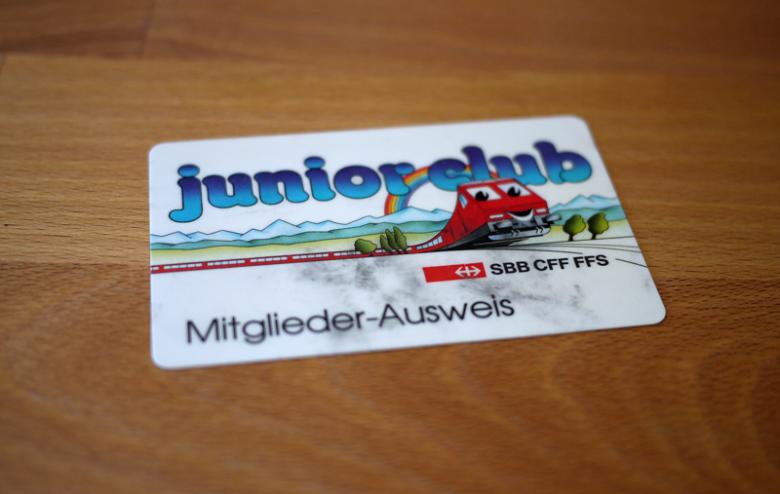 junior club
SBB CFF FFS
Mitglieder-Ausweis